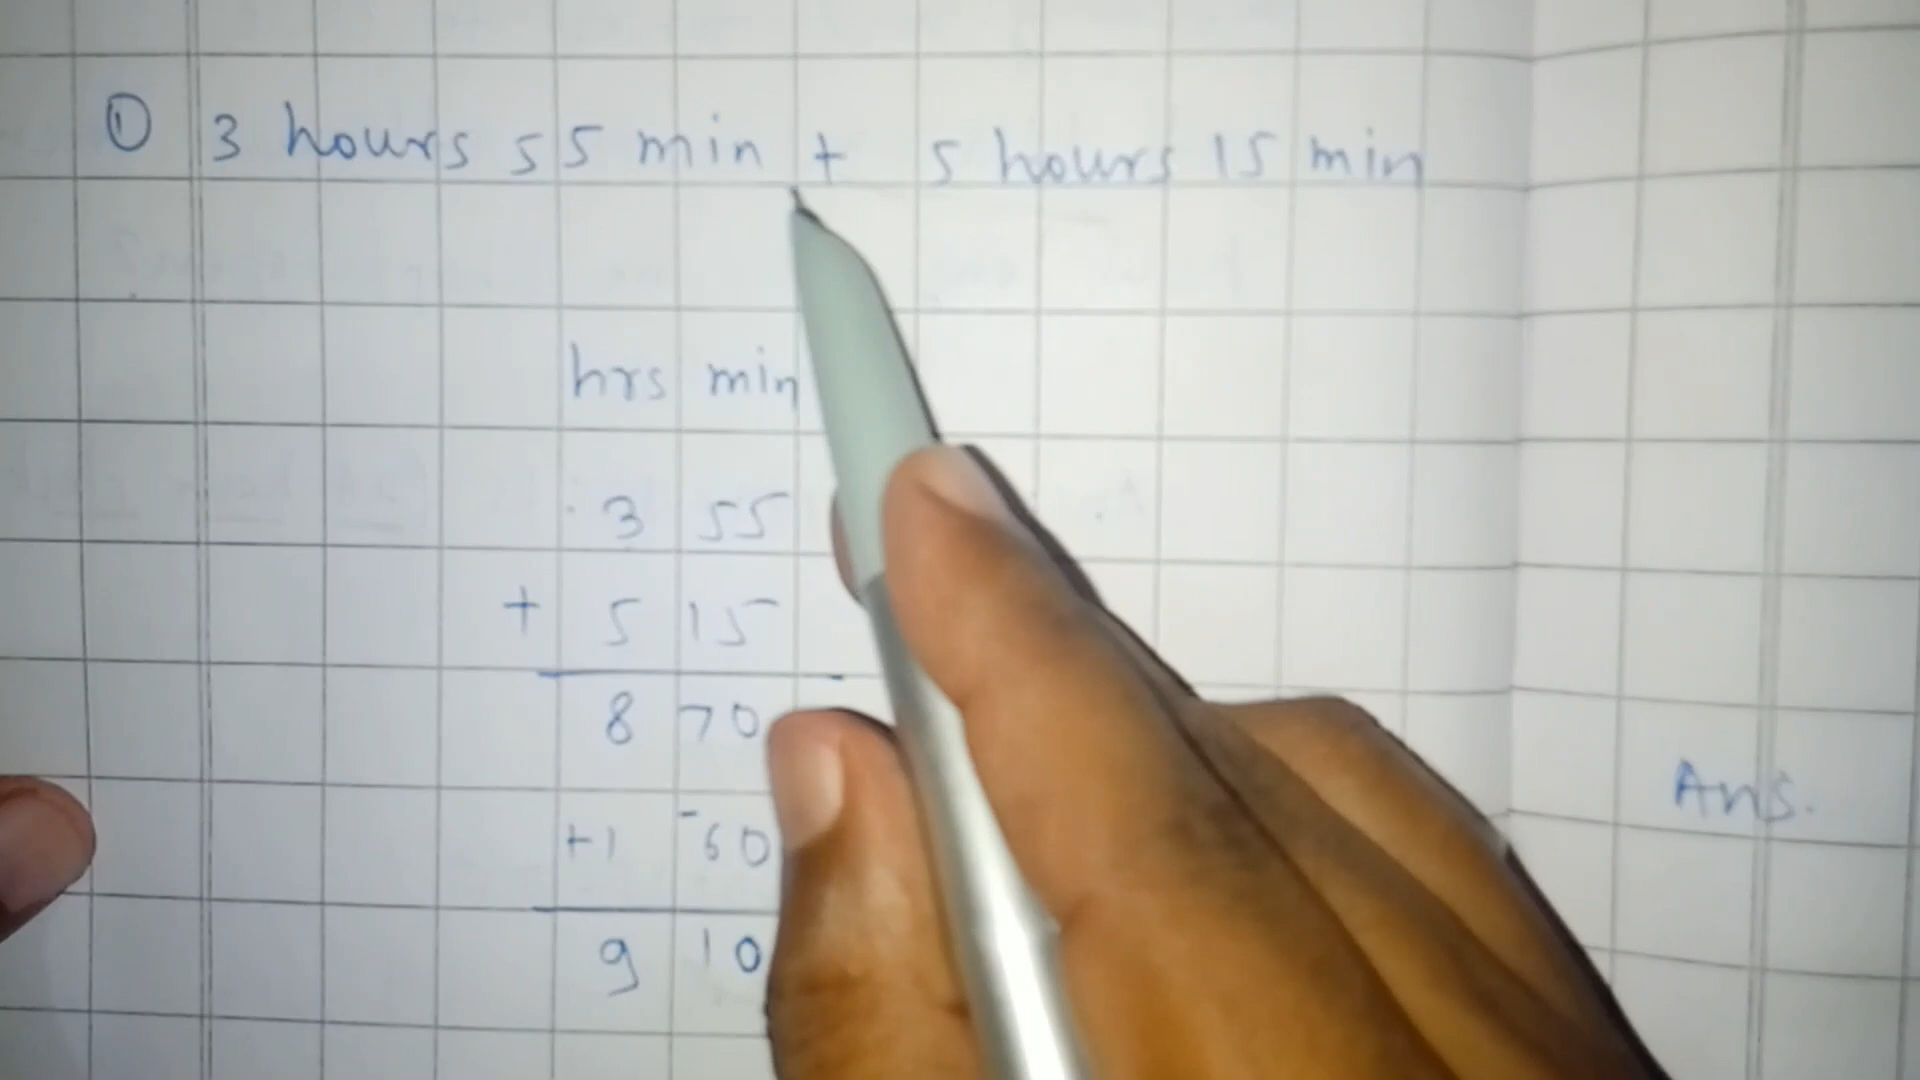 ① 3 hours 55 min + 5 hours 15 min
hrs min
3 55
+ 5 15
8 70
+1 -60
9 10
Ans.